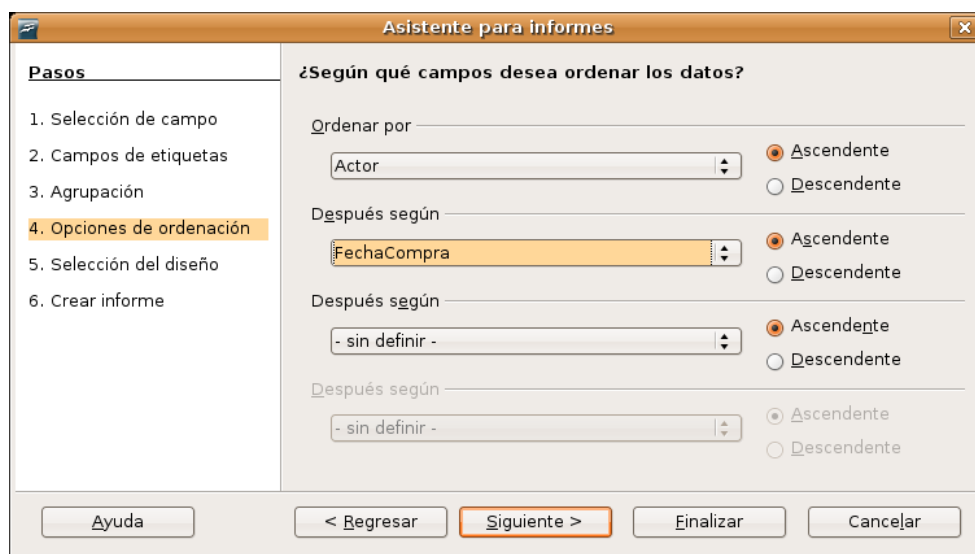 Asistente para informes
Pasos
1. Selección de campo
2. Campos de etiquetas
3. Agrupación
4. Opciones de ordenación
5. Selección del diseño
6. Crear informe
¿Según qué campos desea ordenar los datos?
Ordenar por
Actor
Ascendente
Descendente
Después según
FechaCompra
Ascendente
Descendente
Después según
- sin definir -
Ascendente
Descendente
Después según
- sin definir -
Ascendente
Descendente
Ayuda
< Regresar
Siguiente >
Finalizar
Cancelar